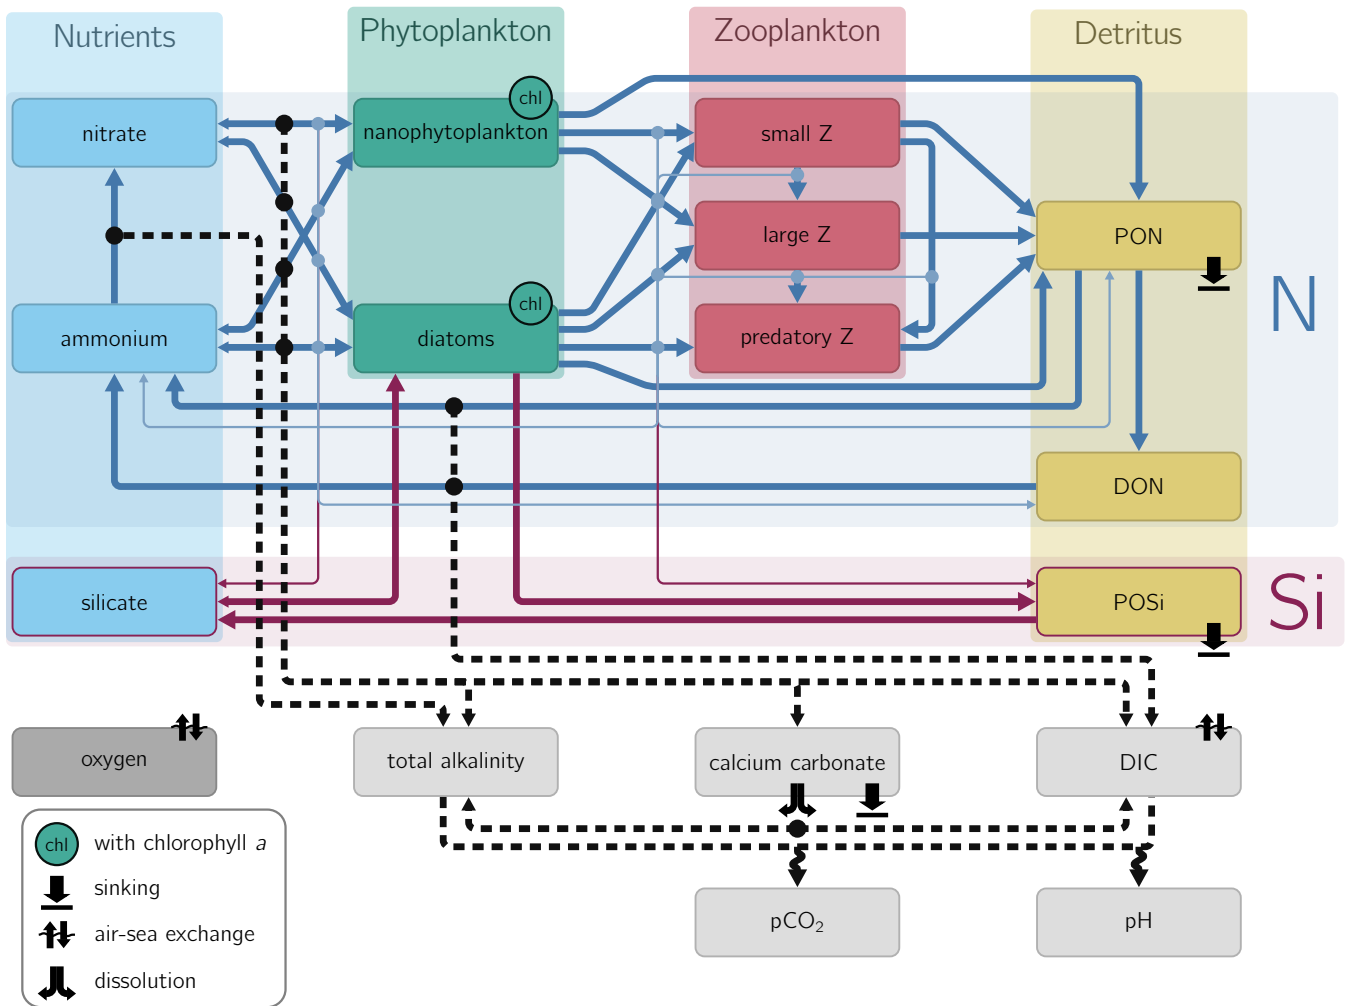 Nutrients
Phytoplankton
Zooplankton
Detritus
chl
nitrate
nanophytoplankton
small Z
large Z
PON
N
chl
ammonium
diatoms
predatory Z
DON
silicate
POSi
Si
oxygen
total alkalinity
calcium carbonate
DIC
chl with chlorophyll a
sinking
air-sea exchange
dissolution
pCO₂
pH